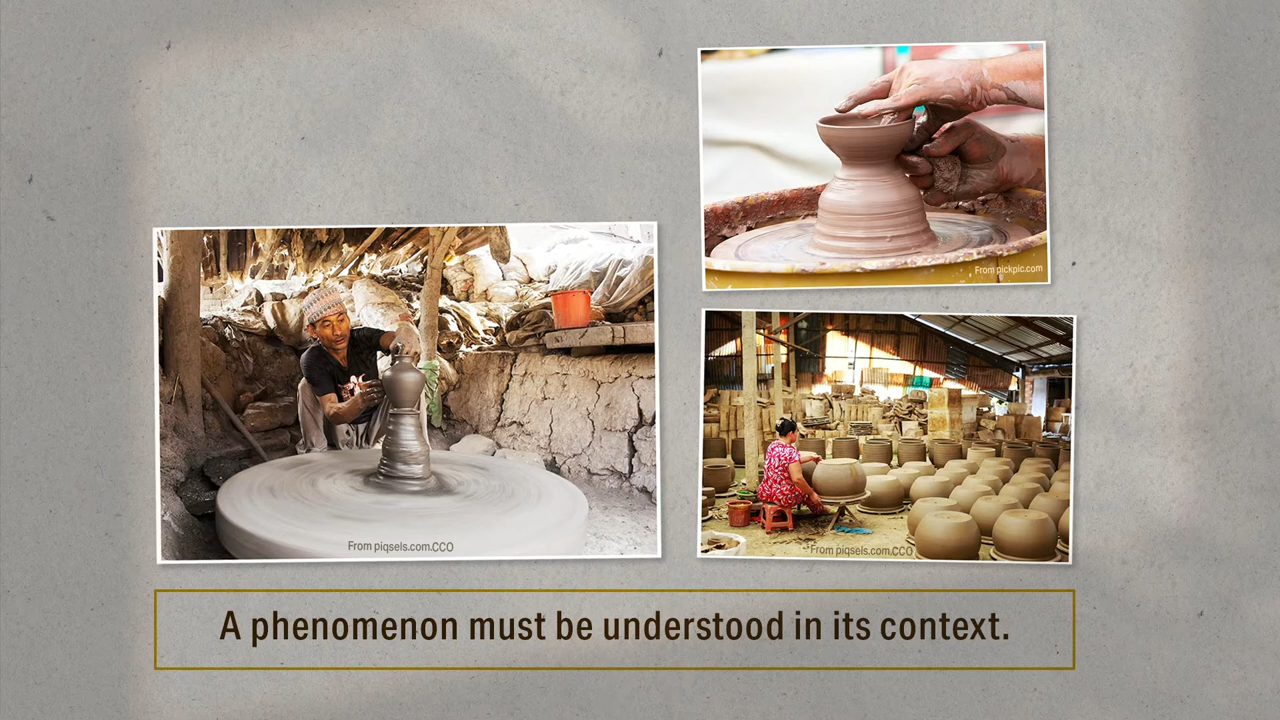 From pickpic.com
From piqsels.com.CCO
From piqsels.com.CCO
A phenomenon must be understood in its context.